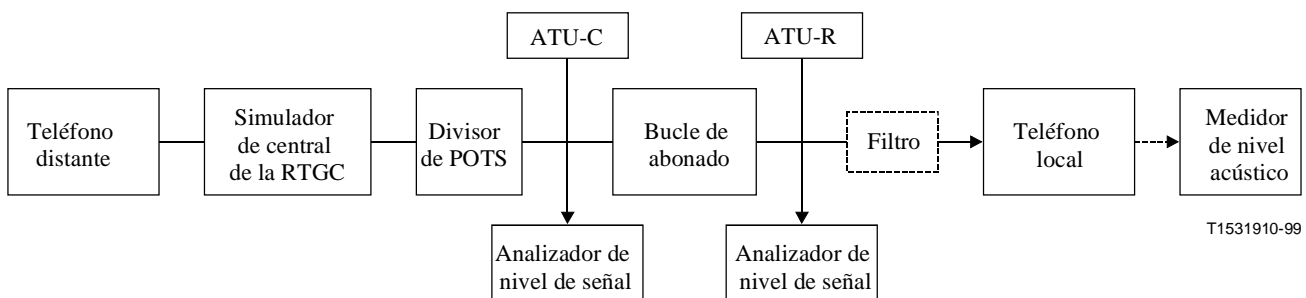 ATU-C
ATU-R
Teléfono
distante
Simulador
de central
de la RTGC
Divisor
de POTS
Bucle de
abonado
Filtro
Teléfono
local
Medidor
de nivel
acústico
T1531910-99
Analizador de
nivel de señal
Analizador de
nivel de señal